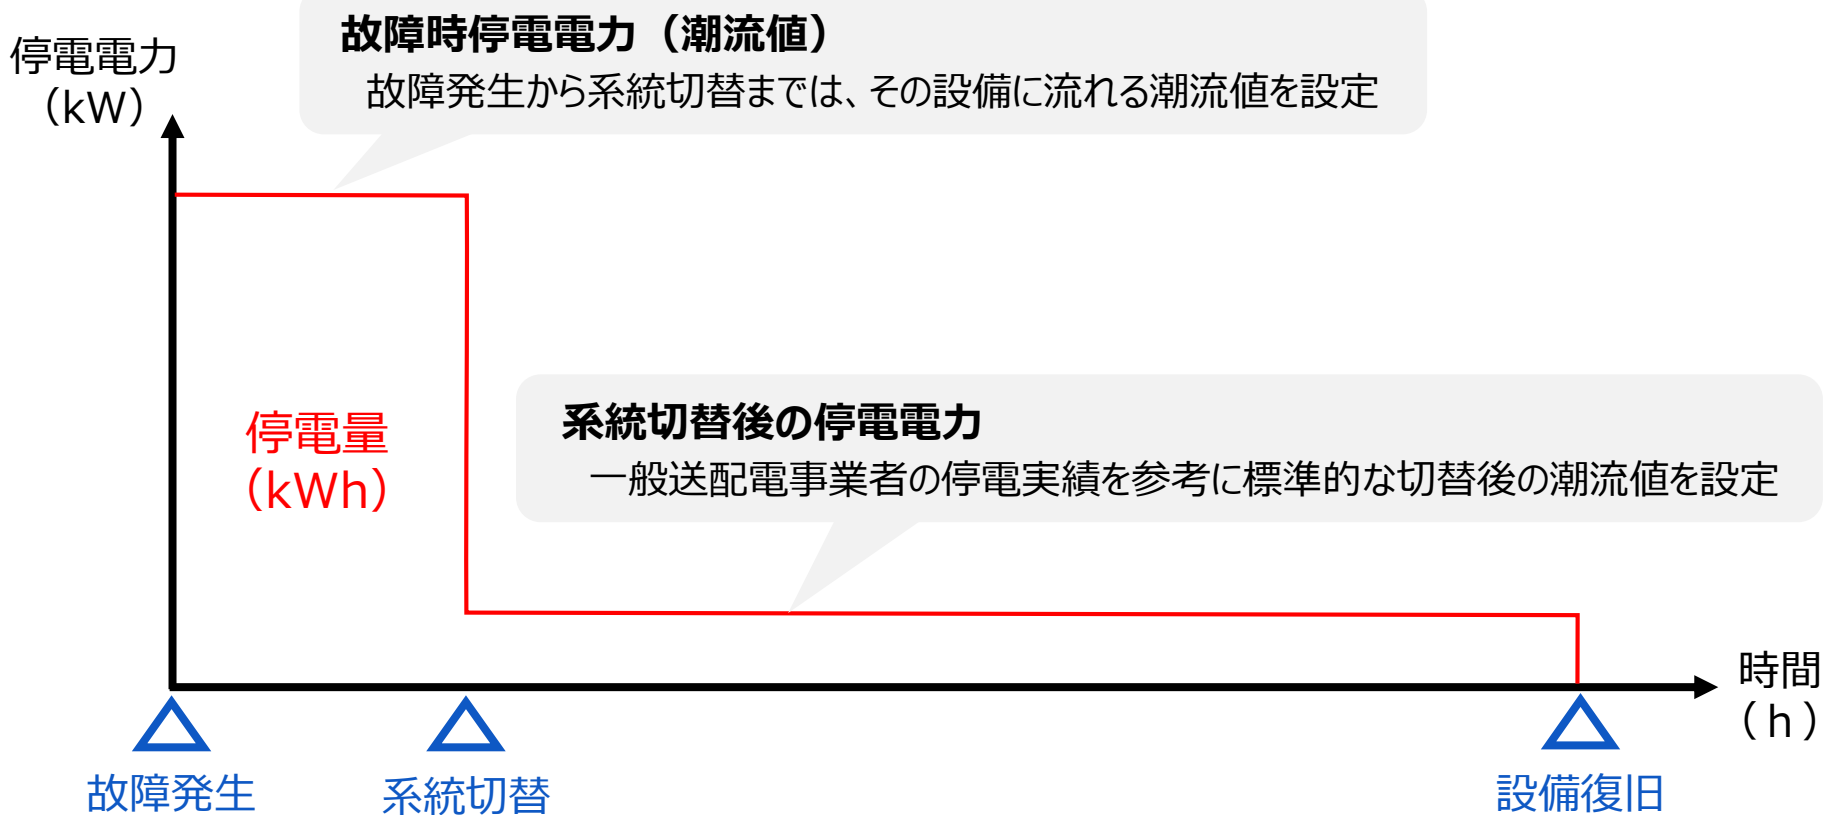 故障時停電電力（潮流値）
故障発生から系統切替までは、その設備に流れる潮流値を設定
停電電力
（kW）
系統切替後の停電電力
一般送配電事業者の停電実績を参考に標準的な切替後の潮流値を設定
停電量
（kWh）
時間
（ｈ）
故障発生
系統切替
設備復旧